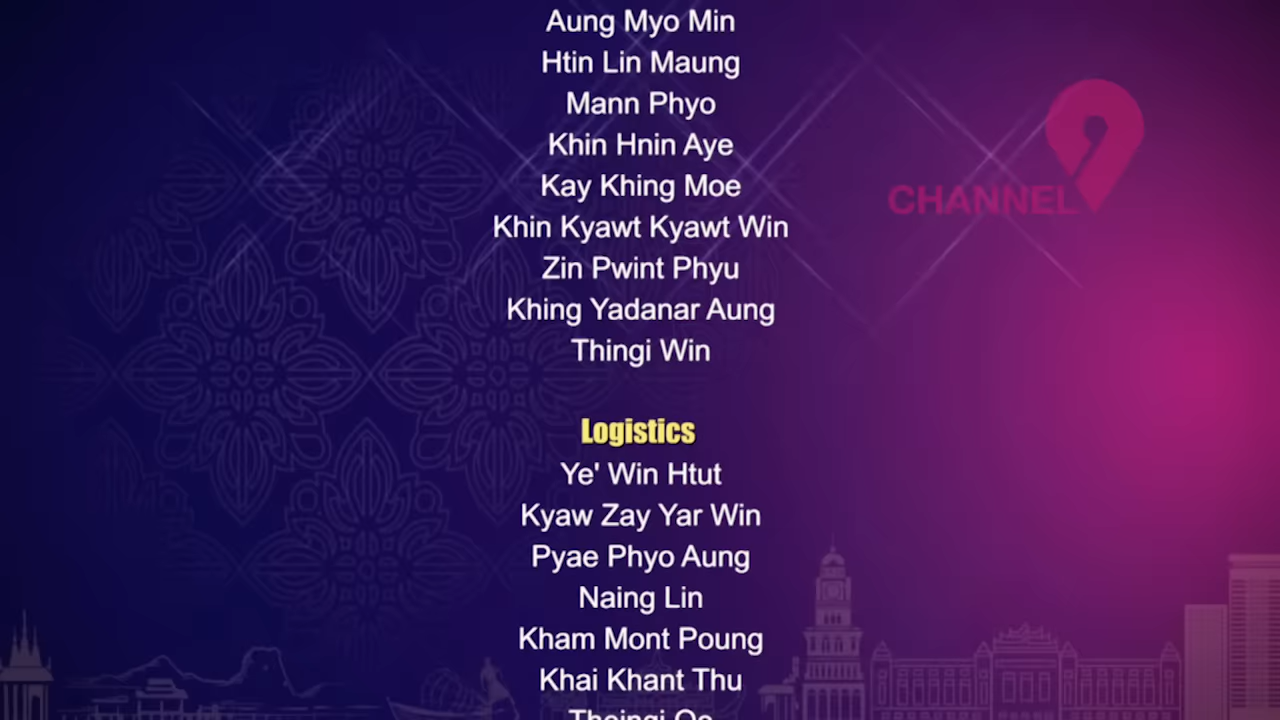 Aung Myo Min
Htin Lin Maung
Mann Phyo
Khin Hnin Aye
Kay Khing Moe
CHANNEL 9
Khin Kyawt Kyawt Win
Zin Pwint Phyu
Khing Yadanar Aung
Thingi Win
Logistics
Ye' Win Htut
Kyaw Zay Yar Win
Pyae Phyo Aung
Naing Lin
Kham Mont Poung
Khai Khant Thu